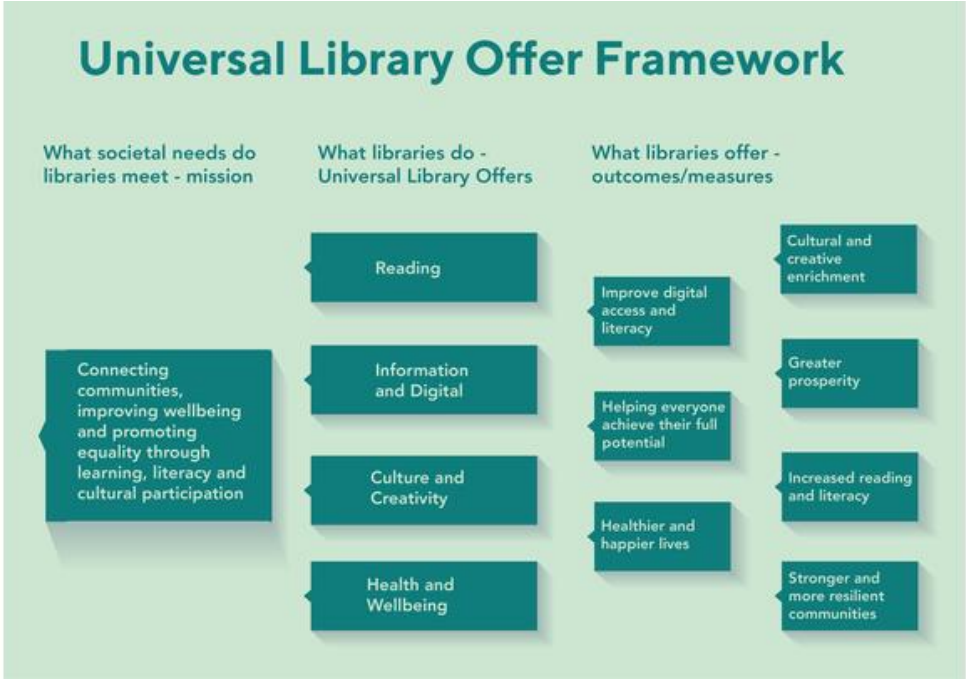 Universal Library Offer Framework
What societal needs do
libraries meet - mission
Connecting
communities,
improving wellbeing
and promoting
equality through
learning, literacy and
cultural participation
What libraries do -
Universal Library Offers
Reading
Information
and Digital
Culture and
Creativity
Health and
Wellbeing
What libraries offer -
outcomes/measures
Improve digital
access and
literacy
Helping everyone
achieve their full
potential
Healthier and
happier lives
Cultural and
creative
enrichment
Greater
prosperity
Increased reading
and literacy
Stronger and
more resilient
communities